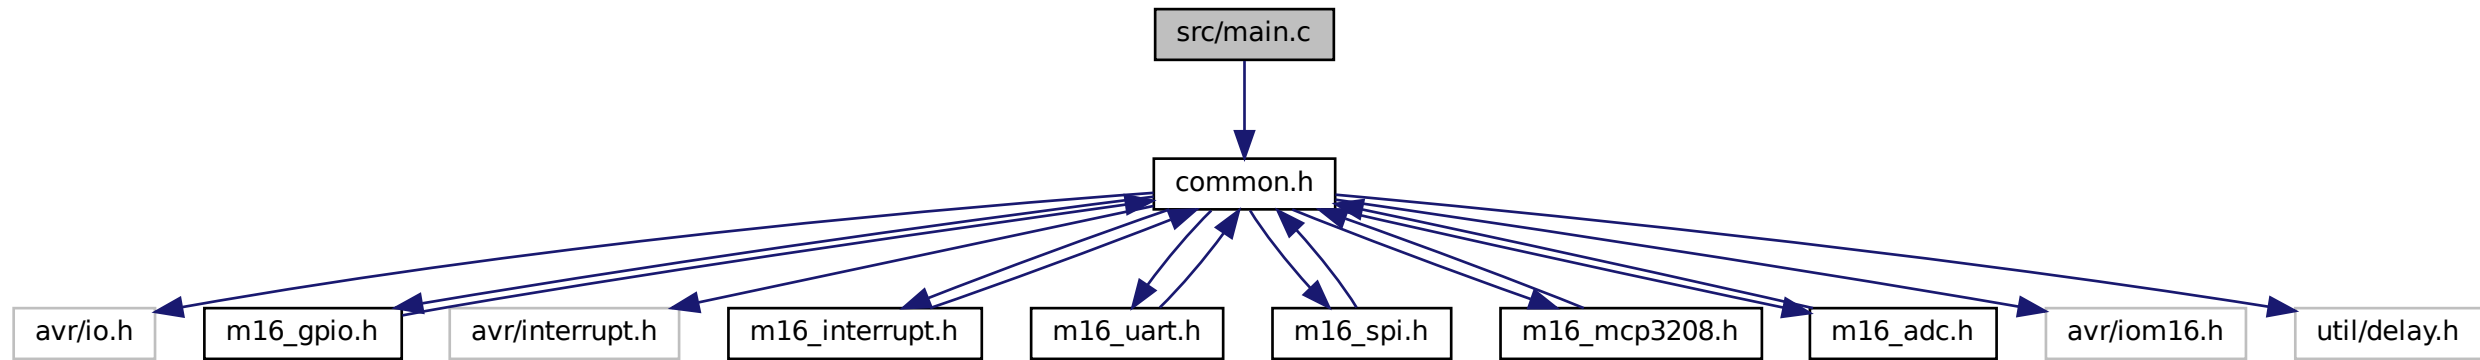 src/main.c
common.h
avr/io.h
m16_gpio.h
avr/interrupt.h
m16_interrupt.h
m16_uart.h
m16_spi.h
m16_mcp3208.h
m16_adc.h
avr/iom16.h
util/delay.h